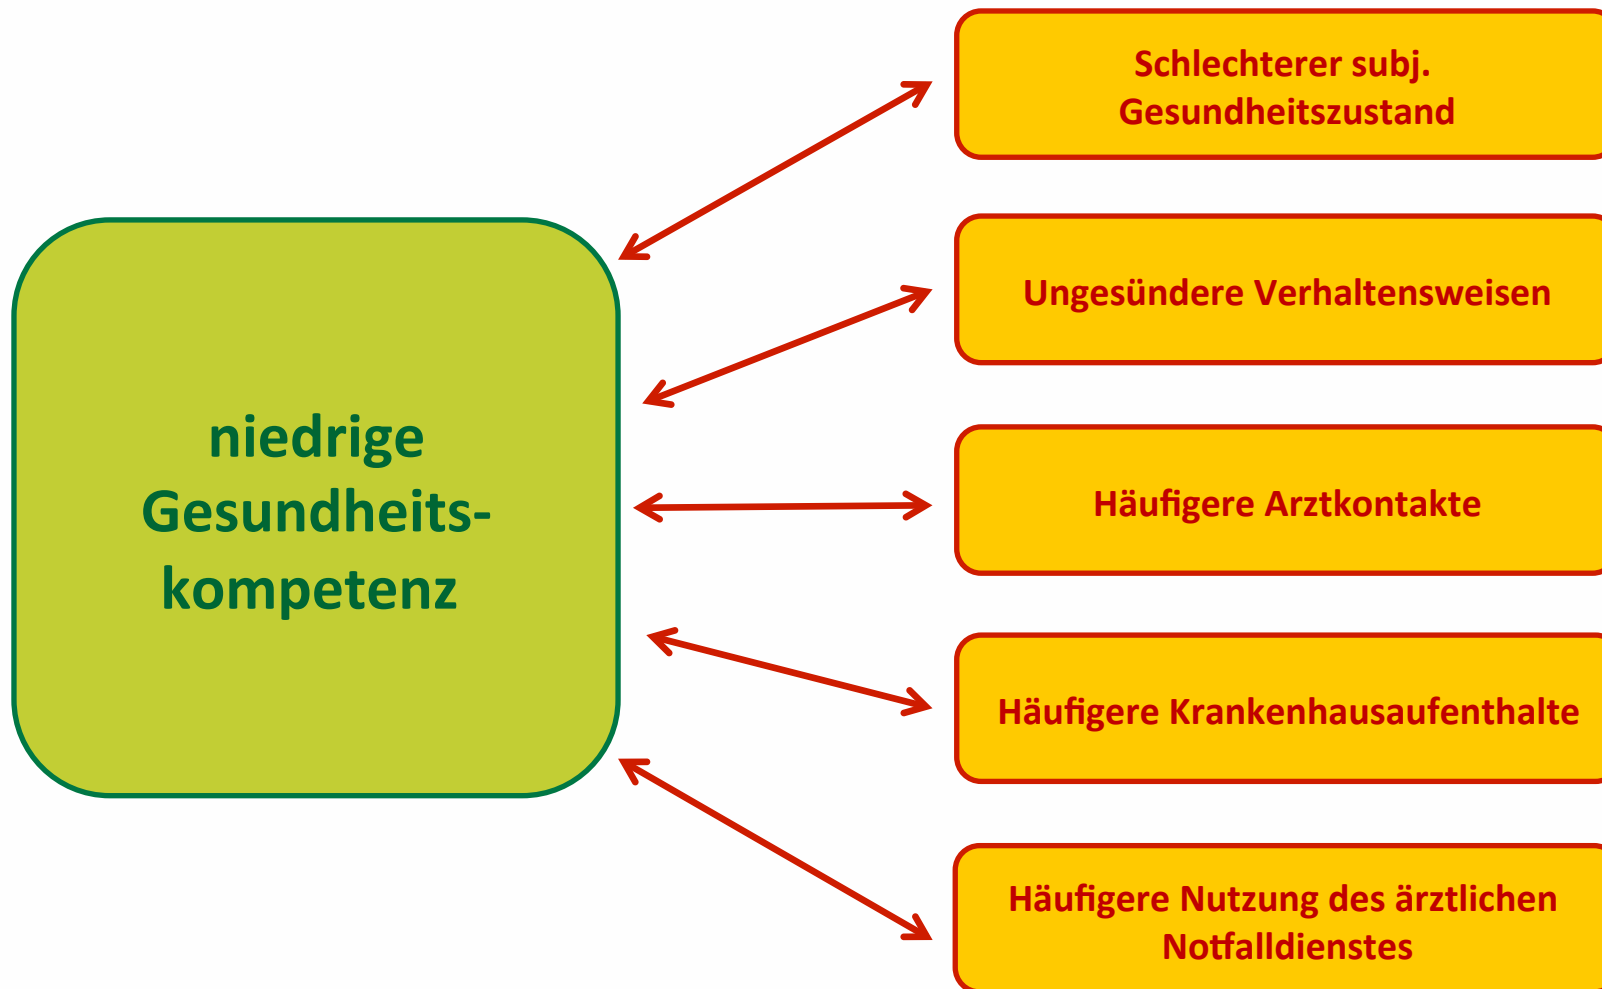 niedrige
Gesundheits-
kompetenz
Schlechterer subj.
Gesundheitszustand
Ungesündere Verhaltensweisen
Häufigere Arztkontakte
Häufigere Krankenhausaufenthalte
Häufigere Nutzung des ärztlichen
Notfalldienstes